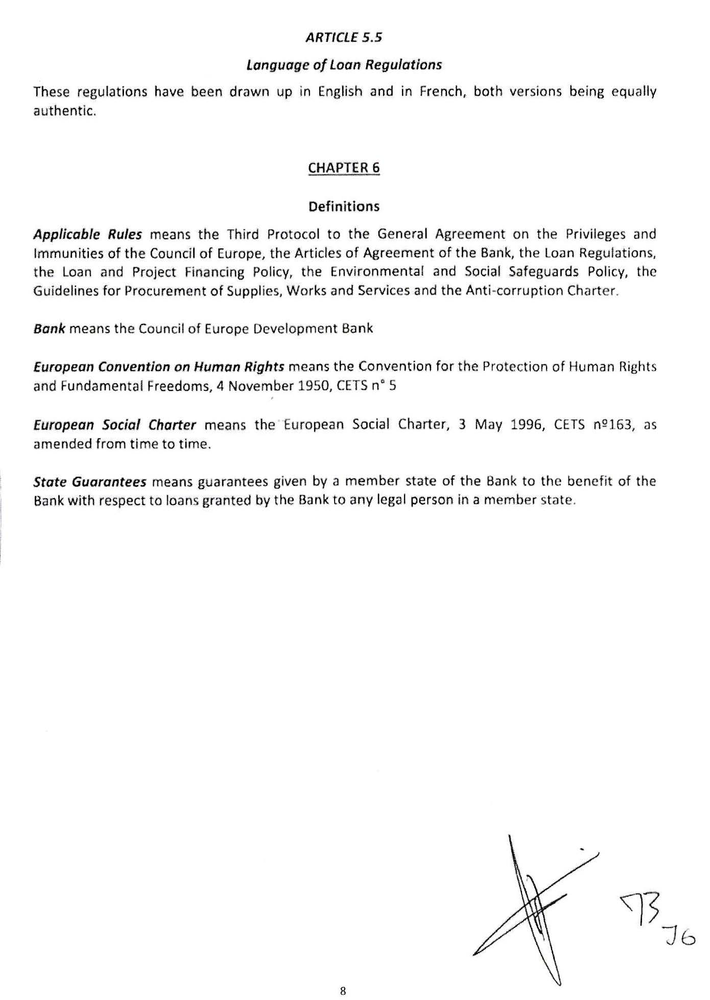 ARTICLE 5.5
Language of Loan Regulations
These regulations have been drawn up in English and in French, both versions being equally
authentic.
CHAPTER 6
Definitions
Applicable Rules means the Third Protocol to the General Agreement on the Privileges and
Immunities of the Council of Europe, the Articles of Agreement of the Bank, the Loan Regulations,
the Loan and Project Financing Policy, the Environmental and Social Safeguards Policy, the
Guidelines for Procurement of Supplies, Works and Services and the Anti-corruption Charter.
Bank means the Council of Europe Development Bank
European Convention on Human Rights means the Convention for the Protection of Human Rights
and Fundamental Freedoms, 4 November 1950, CETS n° 5
European Social Charter means the European Social Charter, 3 May 1996, CETS nº163, as
amended from time to time.
State Guarantees means guarantees given by a member state of the Bank to the benefit of the
Bank with respect to loans granted by the Bank to any legal person in a member state.
8